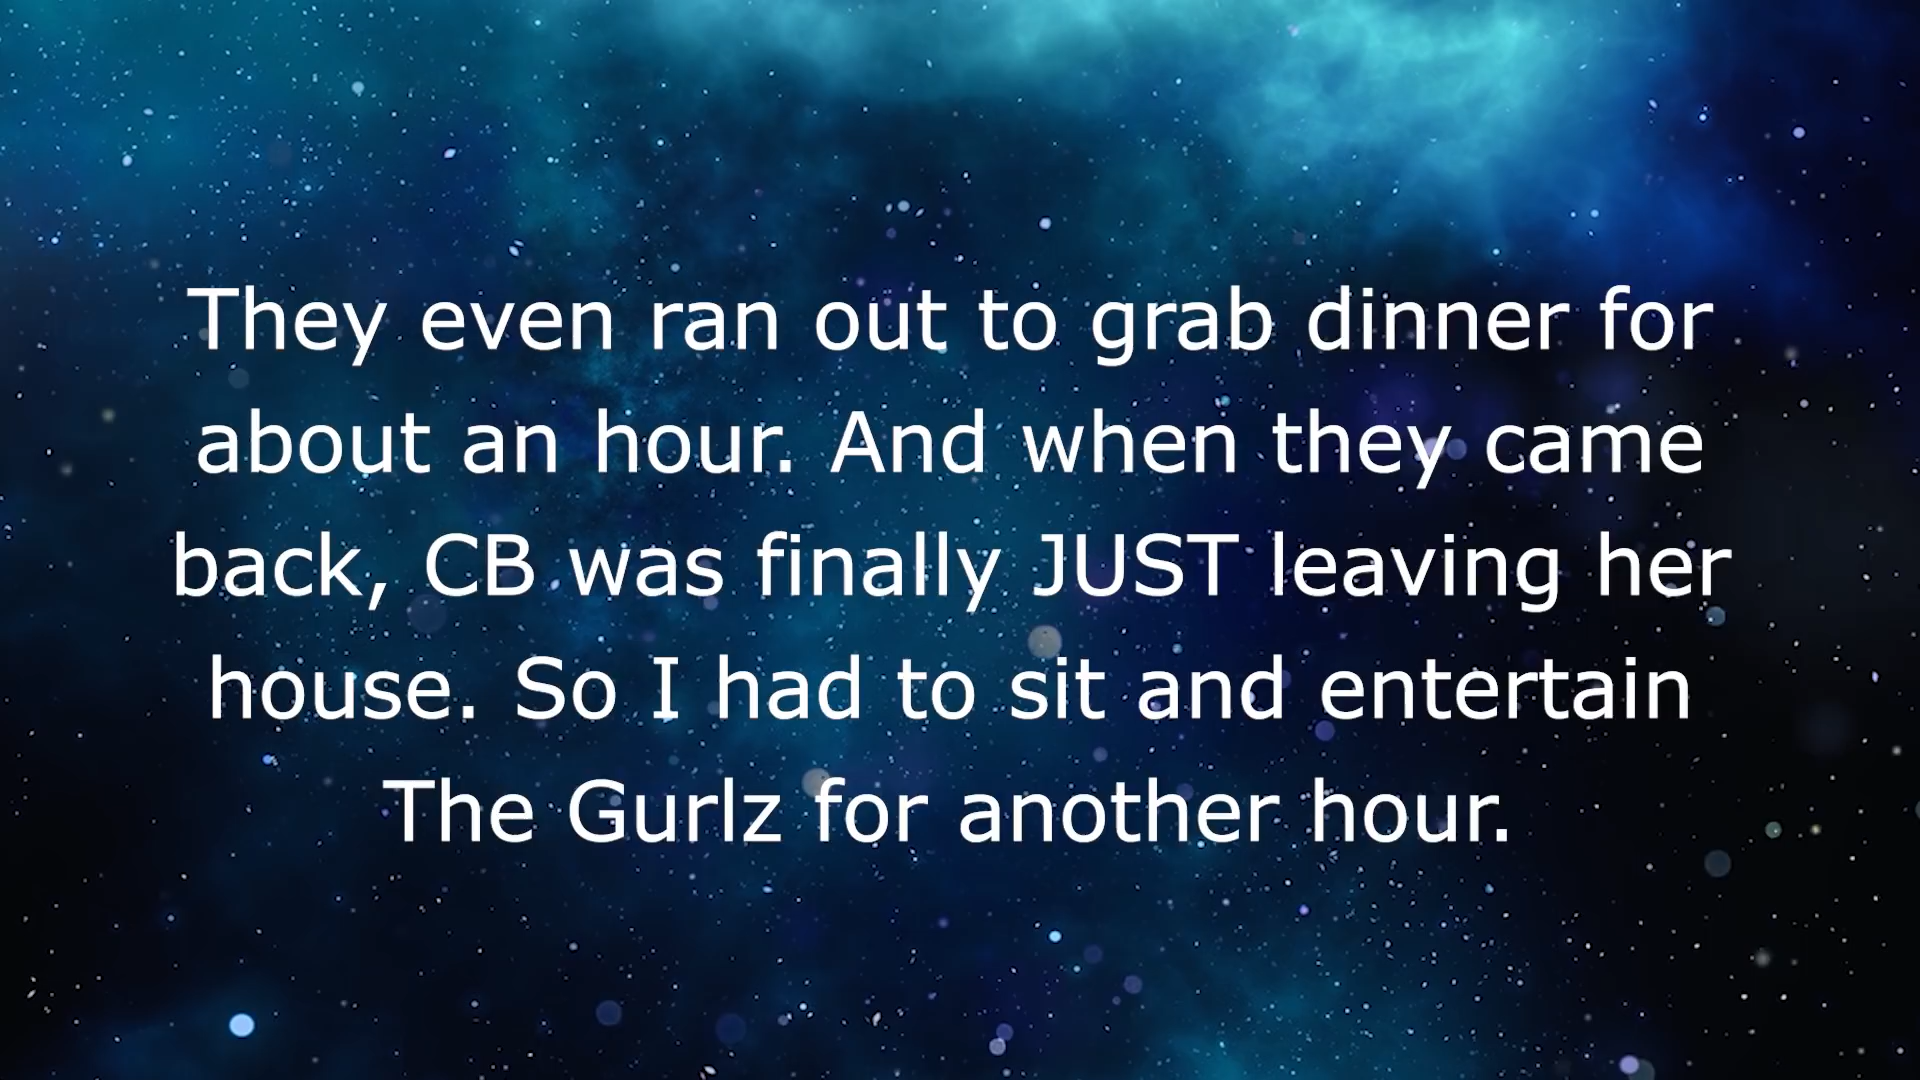 They even ran out to grab dinner for
about an hour. And when they came
back, CB was finally JUST leaving her
house. So I had to sit and entertain
The Gurlz for another hour.